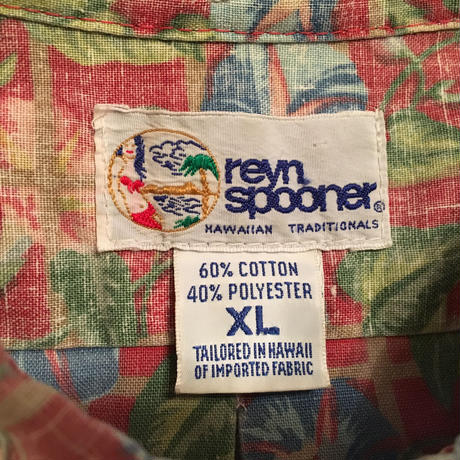 reyn
spooner®
HAWAIIAN TRADITIONALS
60% COTTON
40% POLYESTER
XL
TAILORED IN HAWAII
OF IMPORTED FABRIC